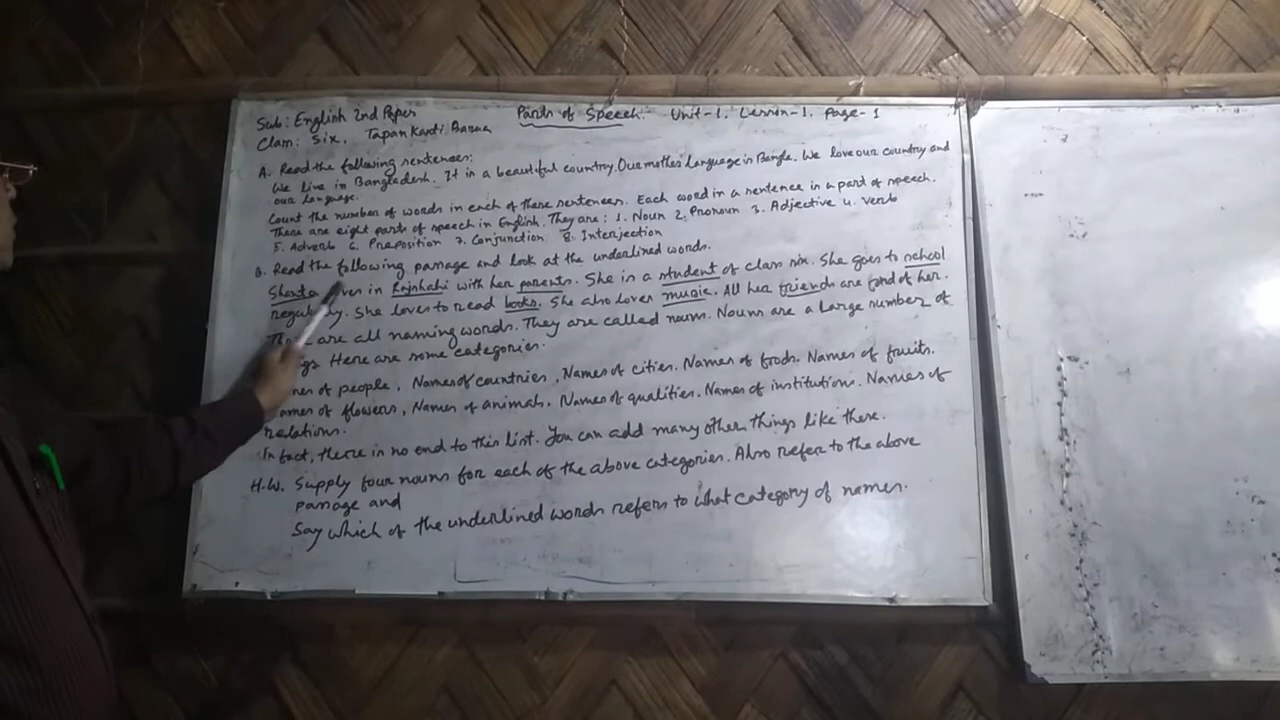 Sub: English 2nd Paper Parts of Speech:- Unit-1. Lesson-1. Page-1
Class: Six. Tapan Kanti Barua
A. Read the following sentences:
We live in Bangladesh. It is a beautiful country. Our mother language is Bangla. We love our country and
our language.
Count the number of words in each of these sentences. Each word in a sentence is a part of speech.
There are eight parts of speech in English. They are: 1. Noun 2. Pronoun 3. Adjective 4. Verb
5. Adverb 6. Preposition 7. Conjunction 8. Interjection
B. Read the following passage and look at the underlined words.
in Rajshahi with her parents. She is a student of class six. She goes to school
She loves to read books. She also loves music. All her friends are fond of her.
are all naming words. They are called nouns. Nouns are a large number of
Here are some categories.
of people, Names of countries, Names of cities. Names of foods. Names of fruits.
of flowers, Names of animals. Names of qualities. Names of institutions. Names of
relations.
In fact, there is no end to this list. You can add many other things like these.
H.W. Supply four nouns for each of the above categories. Also refer to the above
passage and
Say which of the underlined words refers to what category of names.